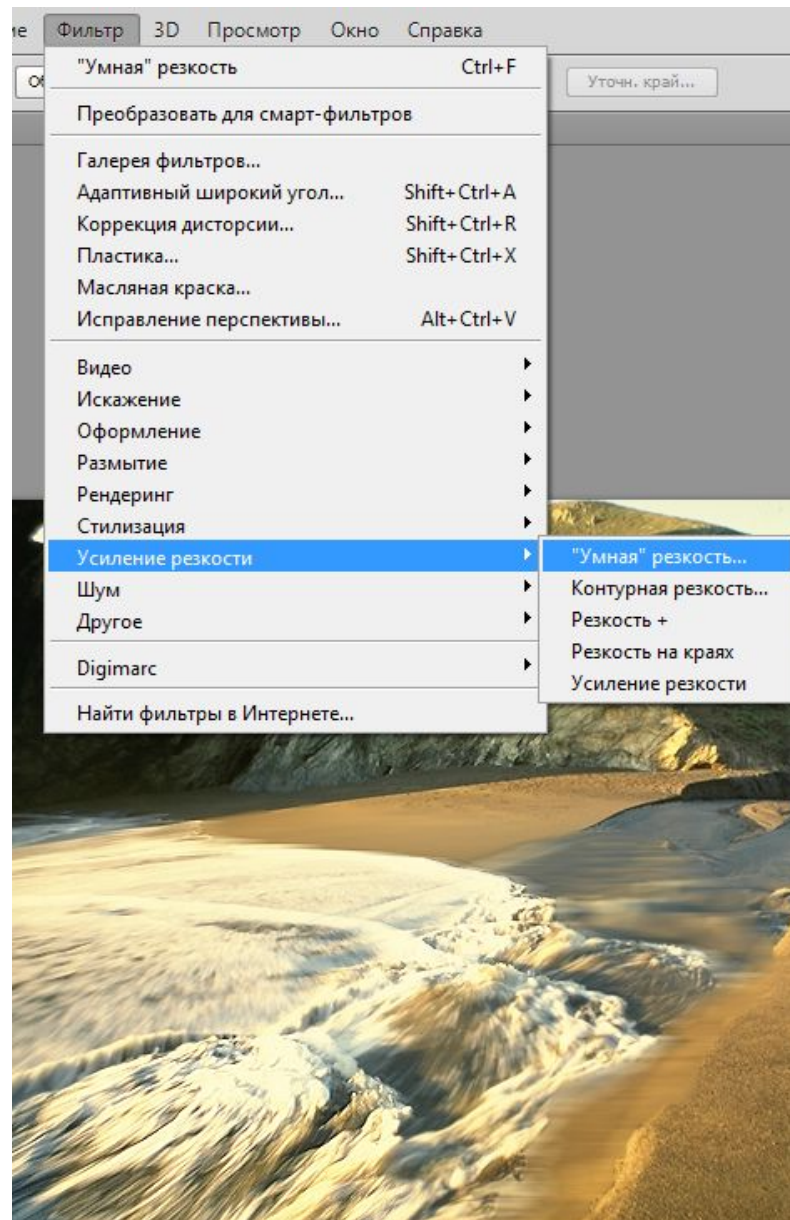 Фильтр 3D Просмотр Окно Справка
"Умная" резкость Ctrl+F
Уточн. край...
Преобразовать для смарт-фильтров
Галерея фильтров...
Адаптивный широкий угол... Shift+Ctrl+A
Коррекция дисторсии... Shift+Ctrl+R
Пластика... Shift+Ctrl+X
Масляная краска...
Исправление перспективы... Alt+Ctrl+V
Видео
Искажение
Оформление
Размытие
Рендеринг
Стилизация
Усиление резкости
"Умная" резкость...
Контурная резкость...
Резкость +
Резкость на краях
Усиление резкости
Шум
Другое
Digimarc
Найти фильтры в Интернете...